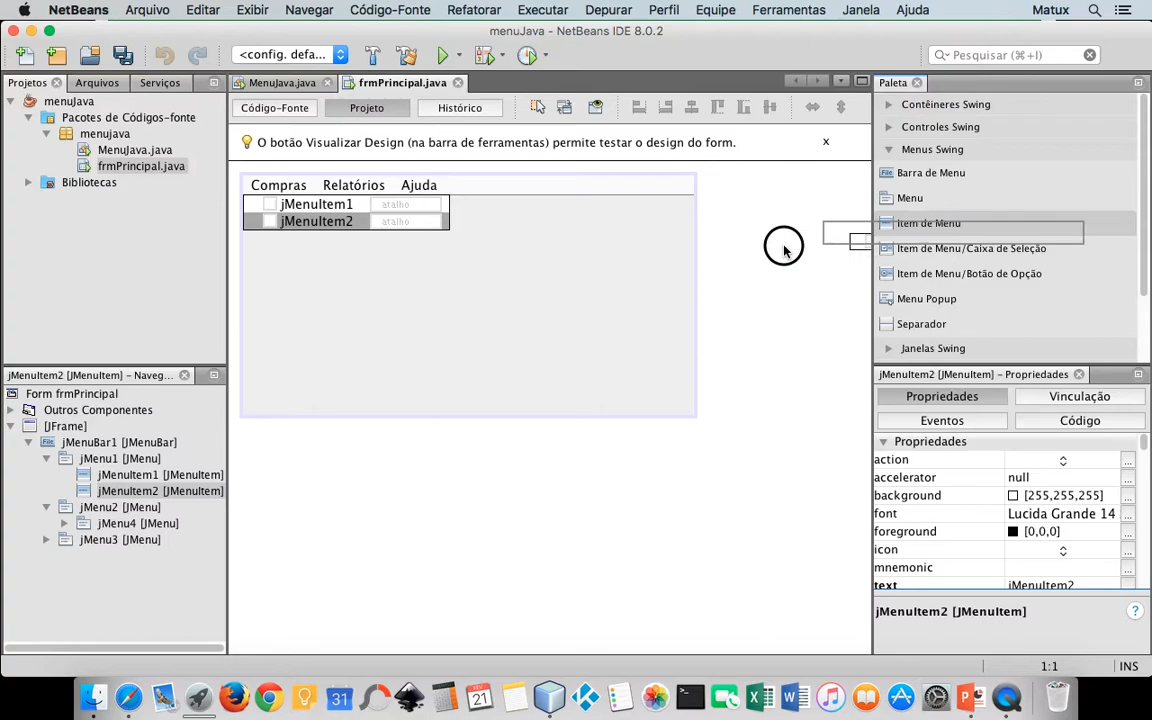 NetBeans Arquivo Editar Exibir Navegar Código-Fonte Refatorar Executar Depurar Perfil Equipe Ferramentas Janela Ajuda Matux
menuJava - NetBeans IDE 8.0.2
<config. defa... Pesquisar (⌘+I)
Projetos Arquivos Serviços MenuJava.java frmPrincipal.java Paleta
menuJava
Pacotes de Códigos-fonte
menujava
MenuJava.java
frmPrincipal.java
Bibliotecas
Código-Fonte Projeto Histórico
O botão Visualizar Design (na barra de ferramentas) permite testar o design do form. x
Compras Relatórios Ajuda
jMenuItem1 atalho
jMenuItem2 atalho
Contêineres Swing
Controles Swing
Menus Swing
Barra de Menu
Menu
Item de Menu
Item de Menu/Caixa de Seleção
Item de Menu/Botão de Opção
Menu Popup
Separador
Janelas Swing
jMenuItem2 [JMenuItem] - Naveg...
Form frmPrincipal
Outros Componentes
[JFrame]
jMenuBar1 [JMenuBar]
jMenu1 [JMenu]
jMenuItem1 [JMenuItem]
jMenuItem2 [JMenuItem]
jMenu2 [JMenu]
jMenu4 [JMenu]
jMenu3 [JMenu]
jMenuItem2 [JMenuItem] - Propriedades
Propriedades Vinculação
Eventos Código
Propriedades
action ...
accelerator null ...
background [255,255,255] ...
font Lucida Grande 14 ...
foreground [0,0,0] ...
icon ...
mnemonic ...
text jMenuItem2 ...
jMenuItem2 [JMenuItem] ?
1:1 INS